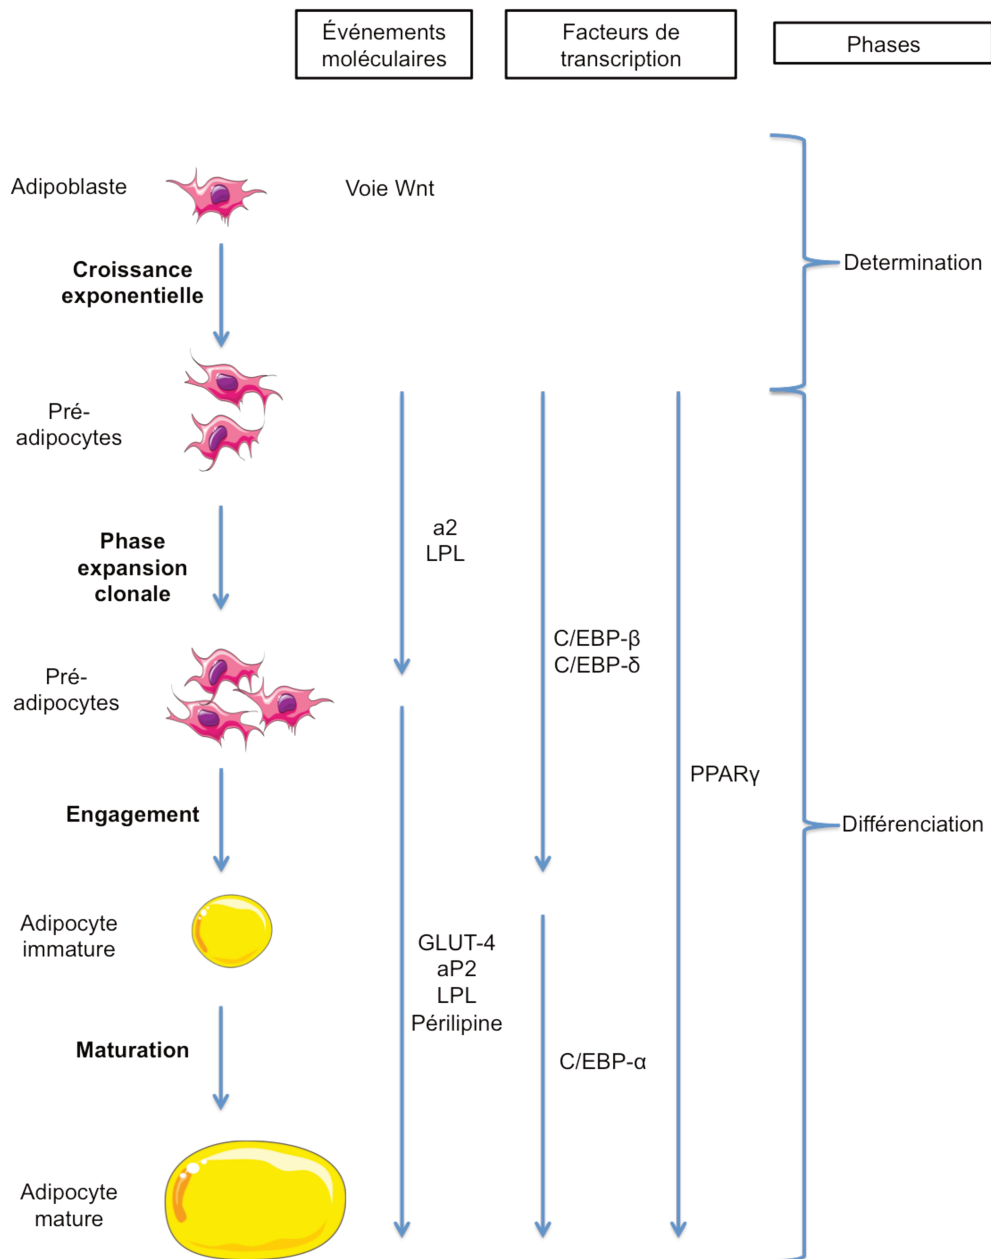 Événements
moléculaires
Facteurs de
transcription
Phases
Adipoblaste
Voie Wnt
Croissance
exponentielle
Determination
Pré-
adipocytes
a2
LPL
Phase
expansion
clonale
C/EBP-β
C/EBP-δ
Pré-
adipocytes
PPARγ
Engagement
Différenciation
Adipocyte
immature
GLUT-4
aP2
LPL
Périlipine
Maturation
C/EBP-α
Adipocyte
mature